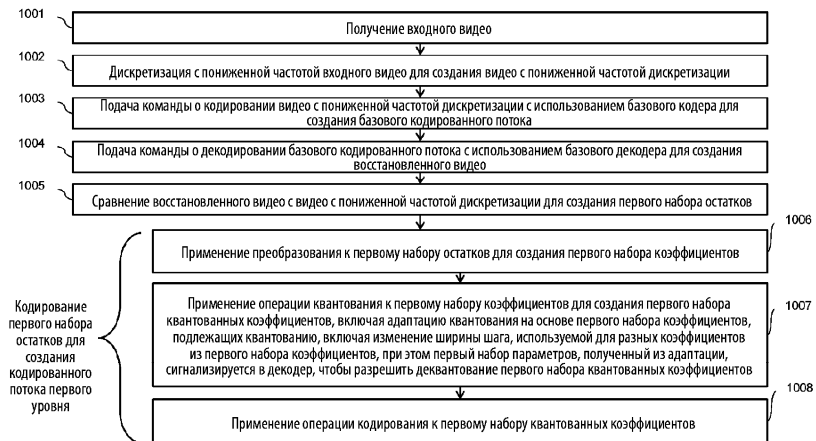 1001
Получение входного видео
1002
Дискретизация с пониженной частотой входного видео для создания видео с пониженной частотой дискретизации
1003
Подача команды о кодировании видео с пониженной частотой дискретизации с использованием базового кодера для
создания базового кодированного потока
1004
Подача команды о декодировании базового кодированного потока с использованием базового декодера для создания
восстановленного видео
1005
Сравнение восстановленного видео с видео с пониженной частотой дискретизации для создания первого набора остатков
1006
Применение преобразования к первому набору остатков для создания первого набора коэффициентов
Кодирование
первого набора
остатков для
создания
кодированного
потока первого
уровня
1007
Применение операции квантования к первому набору коэффициентов для создания первого набора
квантованных коэффициентов, включая адаптацию квантования на основе первого набора коэффициентов,
подлежащих квантованию, включая изменение ширины шага, используемой для разных коэффициентов
из первого набора коэффициентов, при этом первый набор параметров, полученный из адаптации,
сигнализируется в декодер, чтобы разрешить деквантование первого набора квантованных коэффициентов
1008
Применение операции кодирования к первому набору квантованных коэффициентов